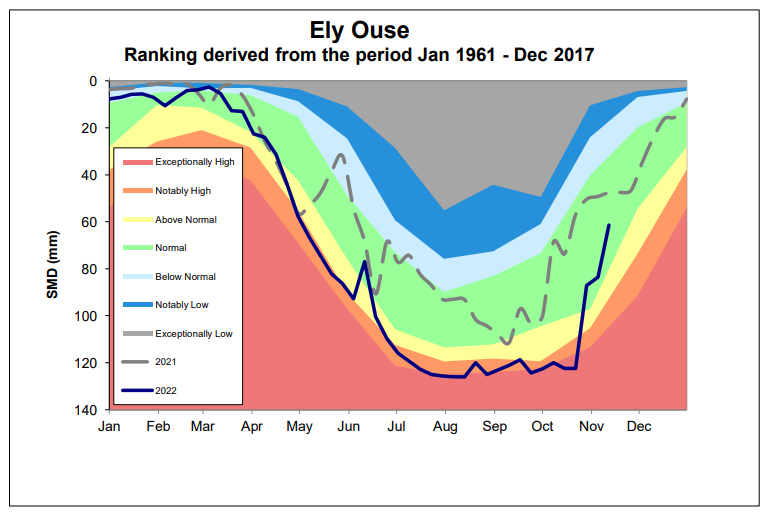 Ely Ouse
Ranking derived from the period Jan 1961 - Dec 2017
SMD (mm)
0
20
40
60
80
100
120
140
Exceptionally High
Notably High
Above Normal
Normal
Below Normal
Notably Low
Exceptionally Low
2021
2022
Jan Feb Mar Apr May Jun Jul Aug Sep Oct Nov Dec